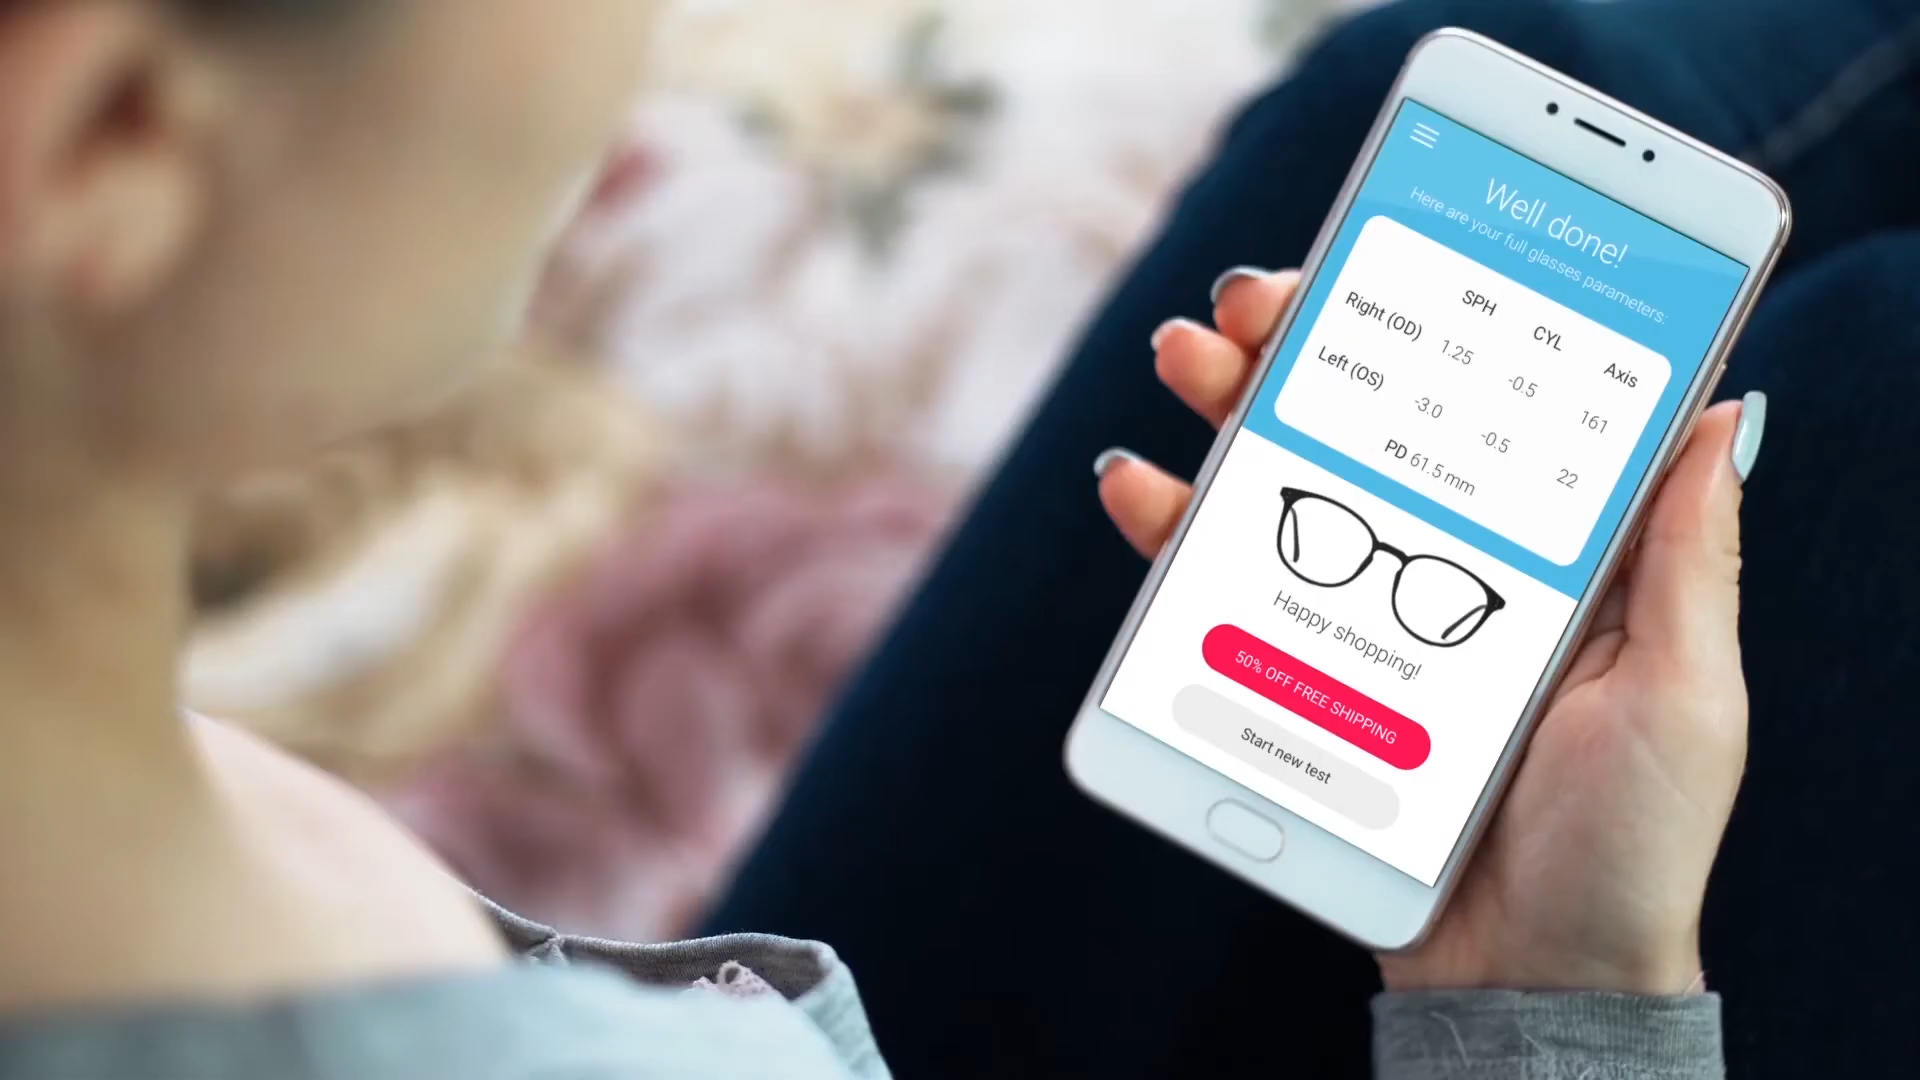 Well done!
Here are your full glasses parameters:
SPH CYL Axis
Right (OD) 1.25 -0.5 161
Left (OS) -3.0 -0.5 22
PD 61.5 mm
Happy shopping!
50% OFF FREE SHIPPING
Start new test